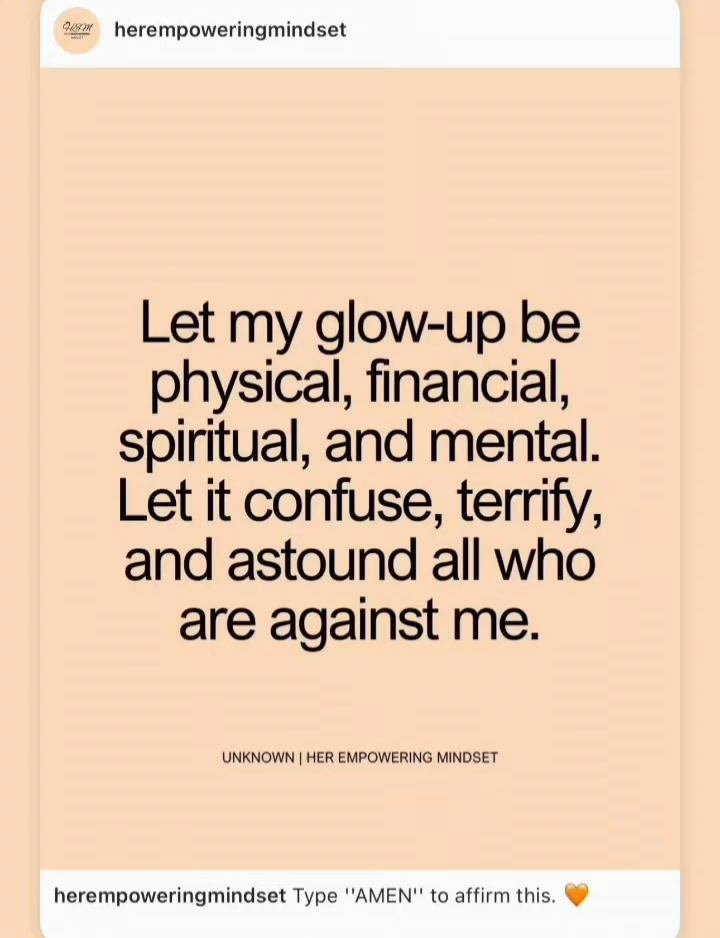 HEM
herempoweringmindset
Let my glow-up be
physical, financial,
spiritual, and mental.
Let it confuse, terrify,
and astound all who
are against me.
UNKNOWN | HER EMPOWERING MINDSET
herempoweringmindset Type ''AMEN'' to affirm this. 🧡